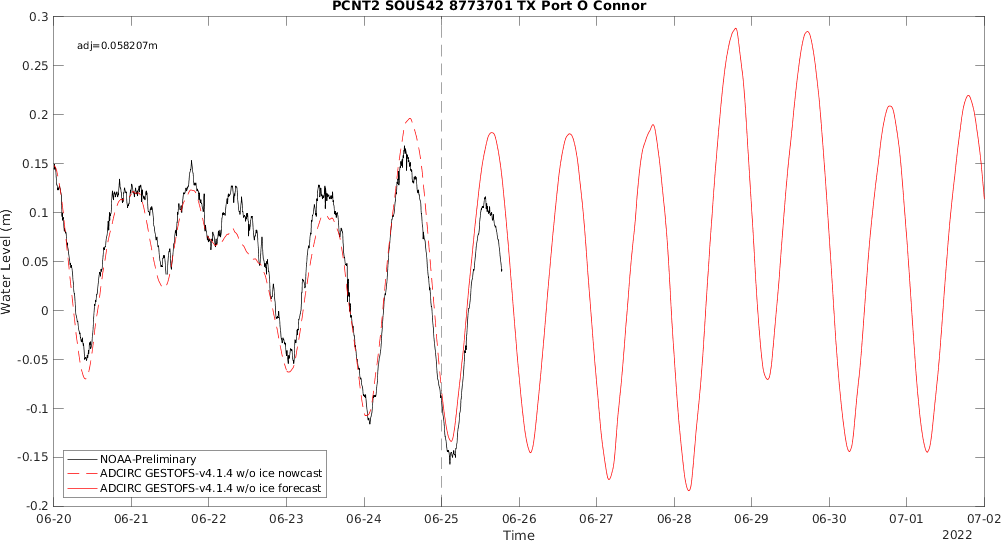 PCNT2 SOUS42 8773701 TX Port O Connor
adj=0.058207m
0.3
0.25
0.2
0.15
0.1
0.05
0
-0.05
-0.1
-0.15
-0.2
Water Level (m)
NOAA-Preliminary
ADCIRC GESTOFS-v4.1.4 w/o ice nowcast
ADCIRC GESTOFS-v4.1.4 w/o ice forecast
06-20 06-21 06-22 06-23 06-24 06-25 06-26 06-27 06-28 06-29 06-30 07-01 07-02
Time
2022